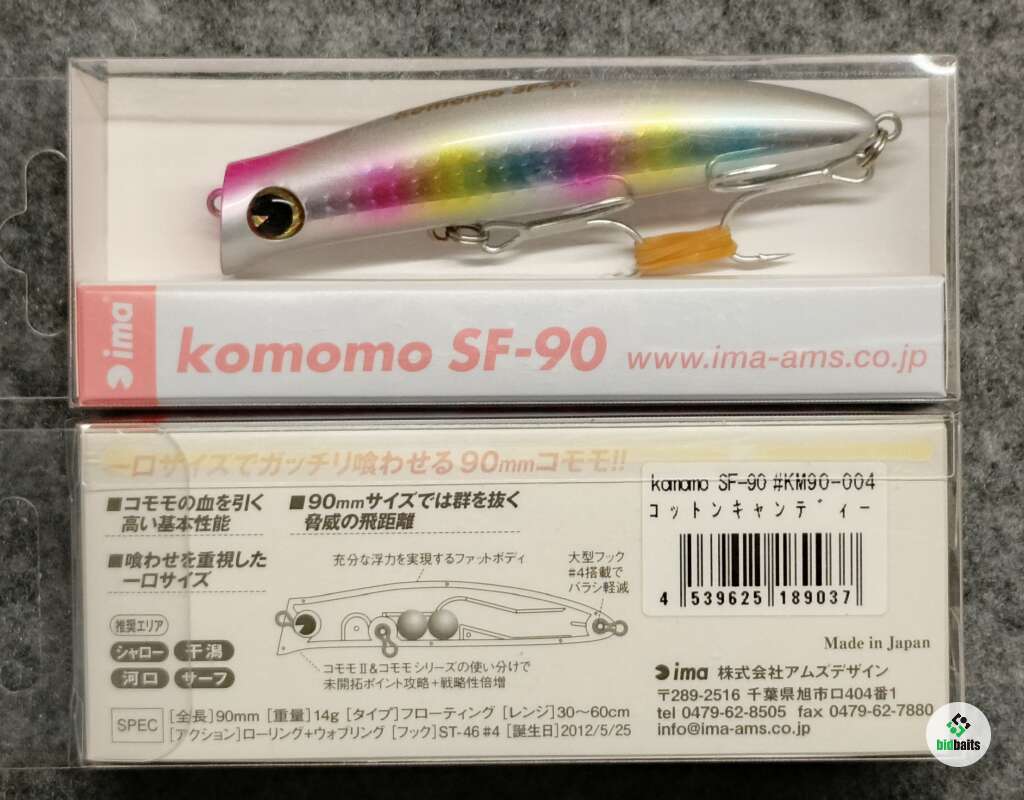 komomo SF-90
ima
komomo SF-90 www.ima-ams.co.jp
一口サイズでガッチリ喰わせる90mmコモモ!!
■コモモの血を引く
高い基本性能
■90mmサイズでは群を抜く
脅威の飛距離
■喰わせを重視した
一口サイズ
充分な浮力を実現するファットボディ
大型フック
#4搭載で
バラシ軽減
推奨エリア
シャロー 干潟
河口 サーフ
コモモⅡ&コモモシリーズの使い分けで
未開拓ポイント攻略+戦略性倍増
SPEC
[全長]90mm [重量]14g [タイプ]フローティング [レンジ]30〜60cm
[アクション]ローリング+ウォブリング [フック]ST-46 #4 [誕生日]2012/5/25
komomo SF-90 #KM90-004
コットンキャンディー
4 539625 189037
Made in Japan
ima 株式会社アムズデザイン
〒289-2516 千葉県旭市ロ404番1
tel 0479-62-8505 fax 0479-62-7880
info@ima-ams.co.jp
bidbaits